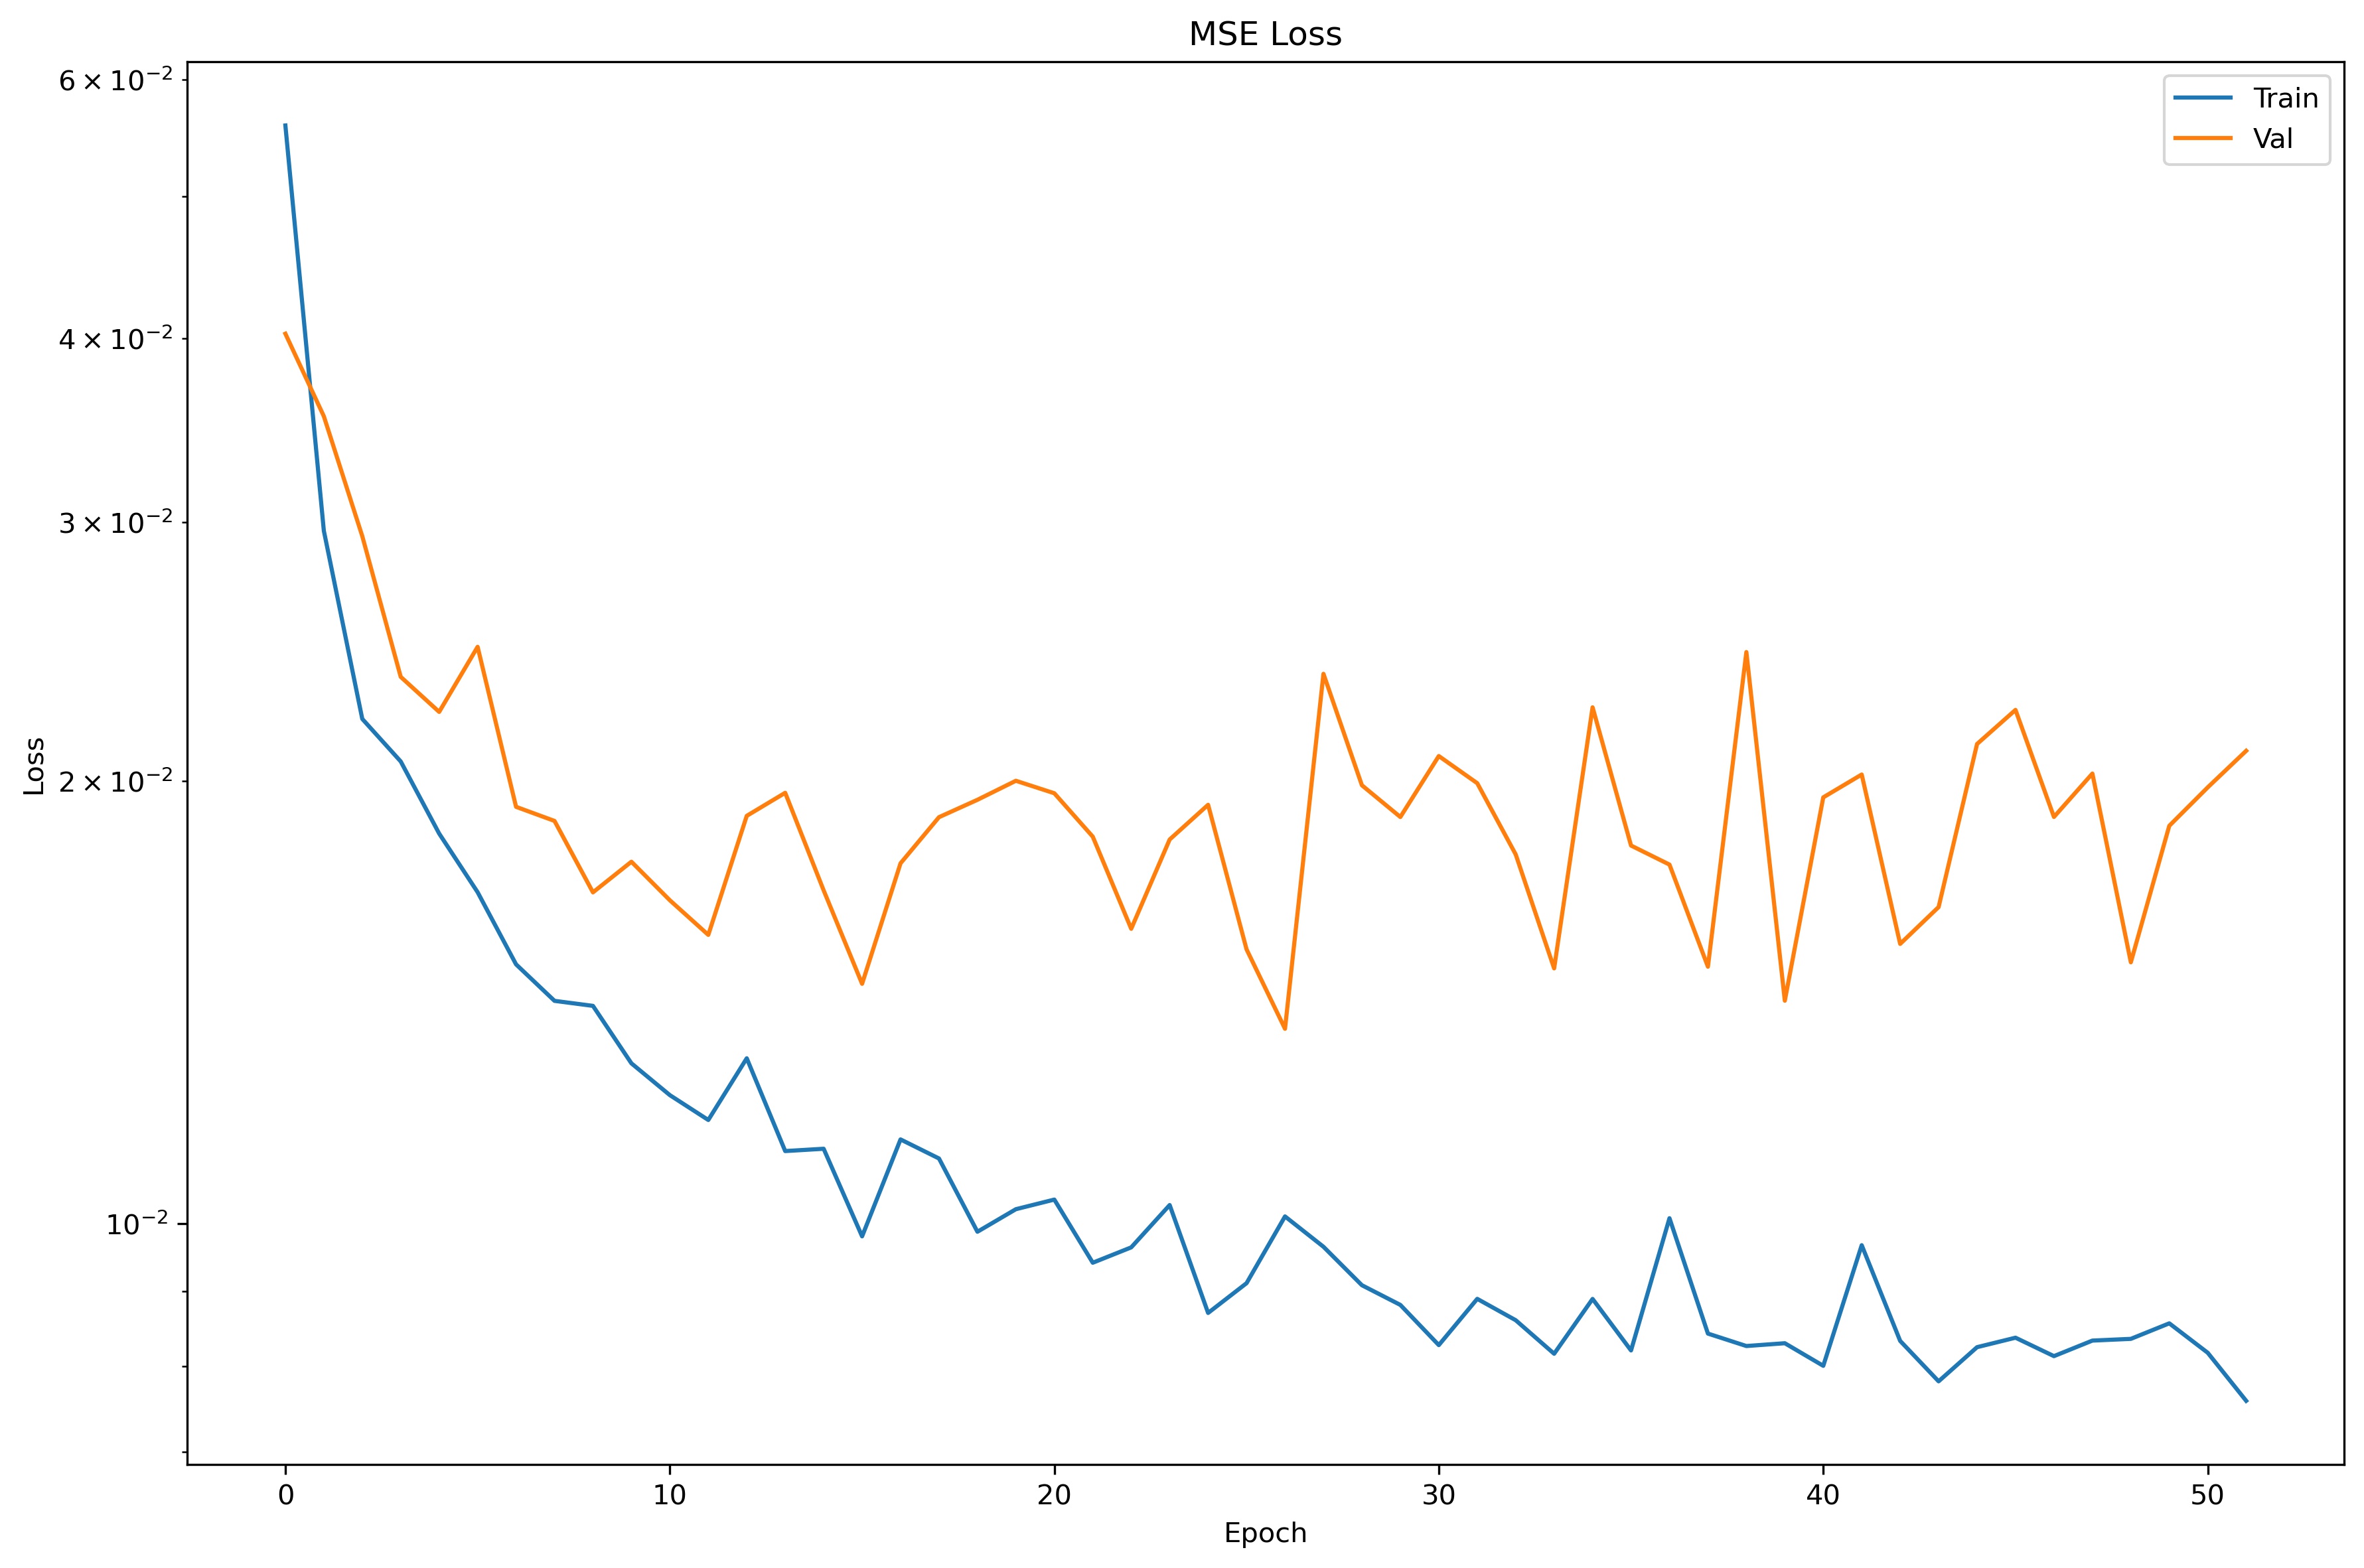 MSE Loss
6 × 10⁻²
4 × 10⁻²
3 × 10⁻²
2 × 10⁻²
10⁻²
Loss
Train
Val
0 10 20 30 40 50
Epoch